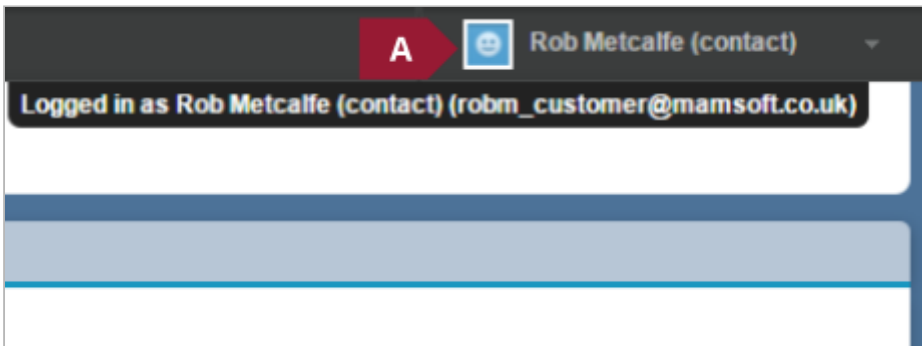 A Rob Metcalfe (contact)
Logged in as Rob Metcalfe (contact) (robm_customer@mamsoft.co.uk)